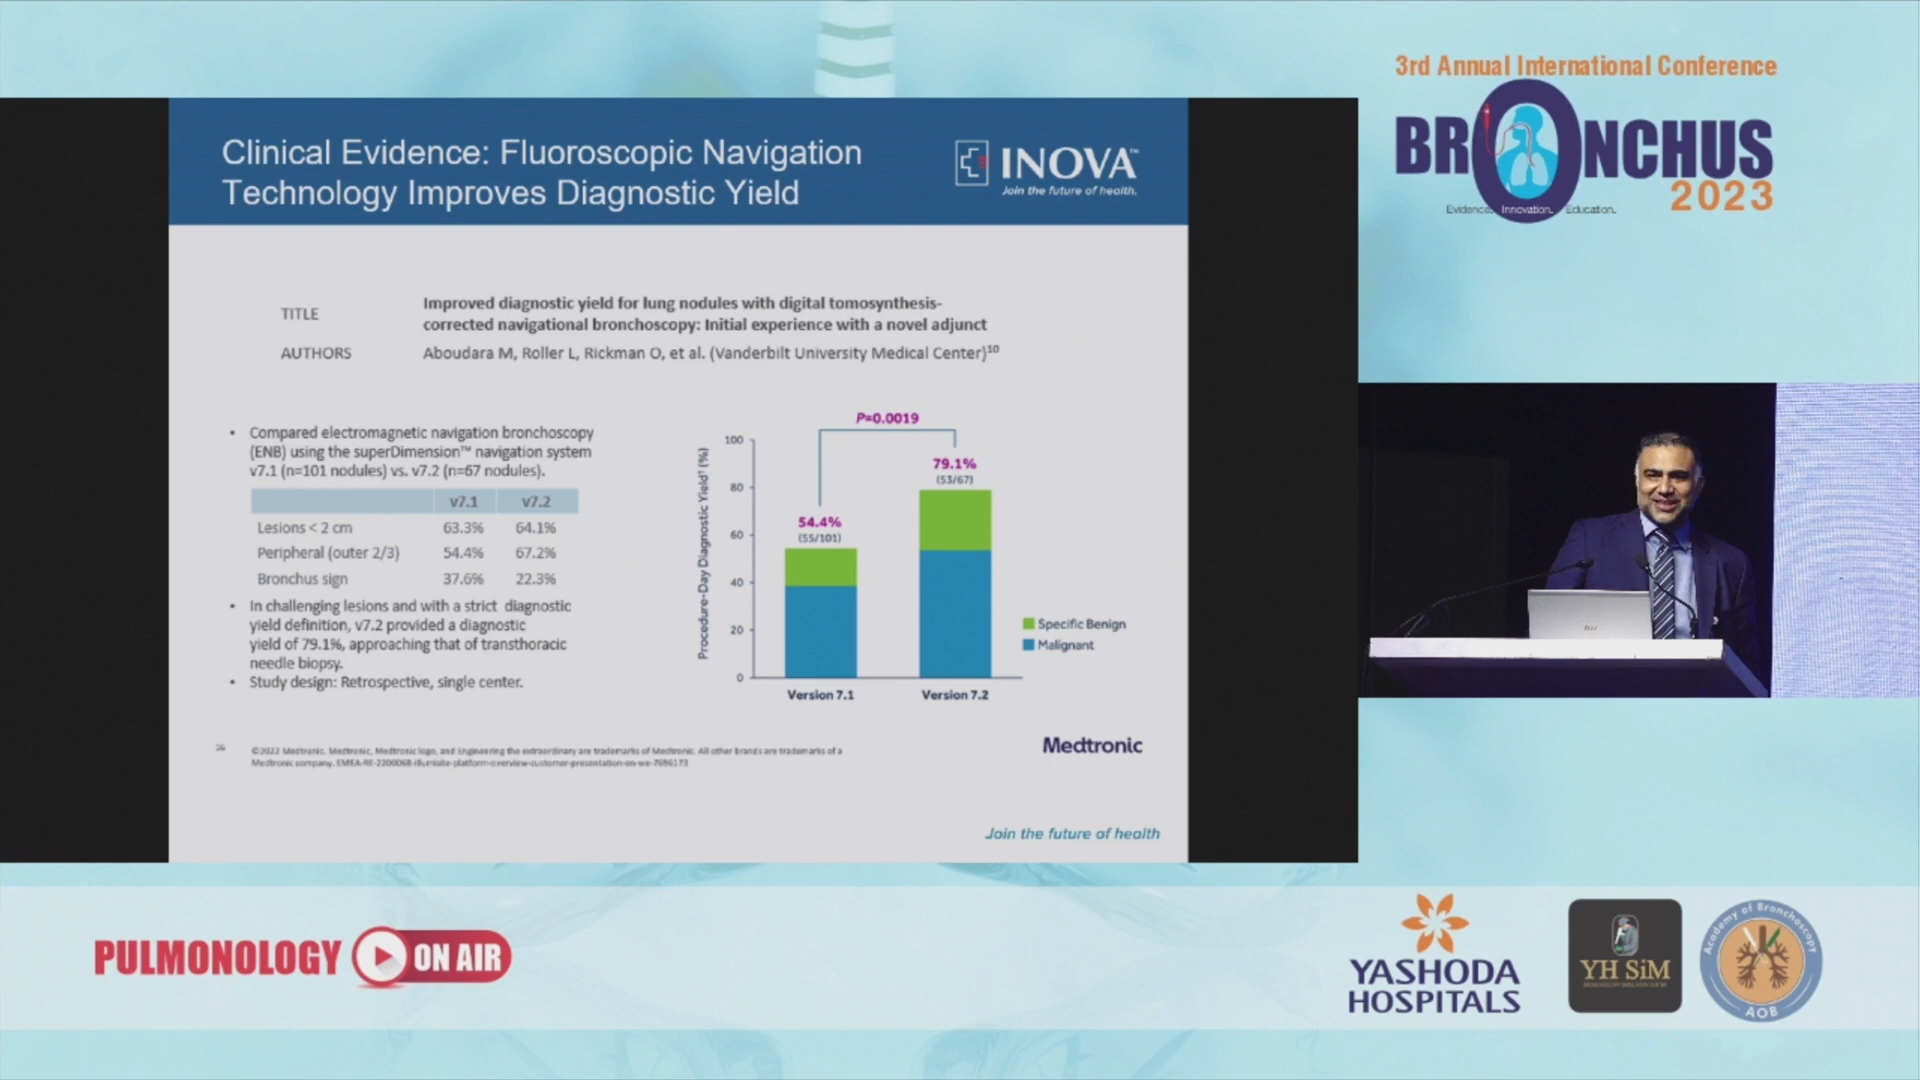 3rd Annual International Conference
BRONCHUS
2023
Evidence. Innovation. Education.
Clinical Evidence: Fluoroscopic Navigation
Technology Improves Diagnostic Yield
INOVA™
Join the future of health.
TITLE
Improved diagnostic yield for lung nodules with digital tomosynthesis-
corrected navigational bronchoscopy: Initial experience with a novel adjunct
AUTHORS
Aboudara M, Roller L, Rickman O, et al. (Vanderbilt University Medical Center)¹⁰
• Compared electromagnetic navigation bronchoscopy
(ENB) using the superDimension™ navigation system
v7.1 (n=101 nodules) vs. v7.2 (n=67 nodules).
v7.1 v7.2
Lesions < 2 cm 63.3% 64.1%
Peripheral (outer 2/3) 54.4% 67.2%
Bronchus sign 37.6% 22.3%
• In challenging lesions and with a strict diagnostic
yield definition, v7.2 provided a diagnostic
yield of 79.1%, approaching that of transthoracic
needle biopsy.
• Study design: Retrospective, single center.
P=0.0019
Procedure-Day Diagnostic Yield¹ (%)
100
80
60
40
20
0
54.4%
(55/101)
79.1%
(53/67)
Version 7.1
Version 7.2
Specific Benign
Malignant
26
©2022 Medtronic. Medtronic, Medtronic logo, and Engineering the extraordinary are trademarks of Medtronic. All other brands are trademarks of a
Medtronic company. EMEA-RE-2200068-illumisite-platform-overview-customer-presentation-en-we-7696173
Medtronic
Join the future of health
PULMONOLOGY
ON AIR
YASHODA
HOSPITALS
YH SiM
Academy of Bronchoscopy
AOB